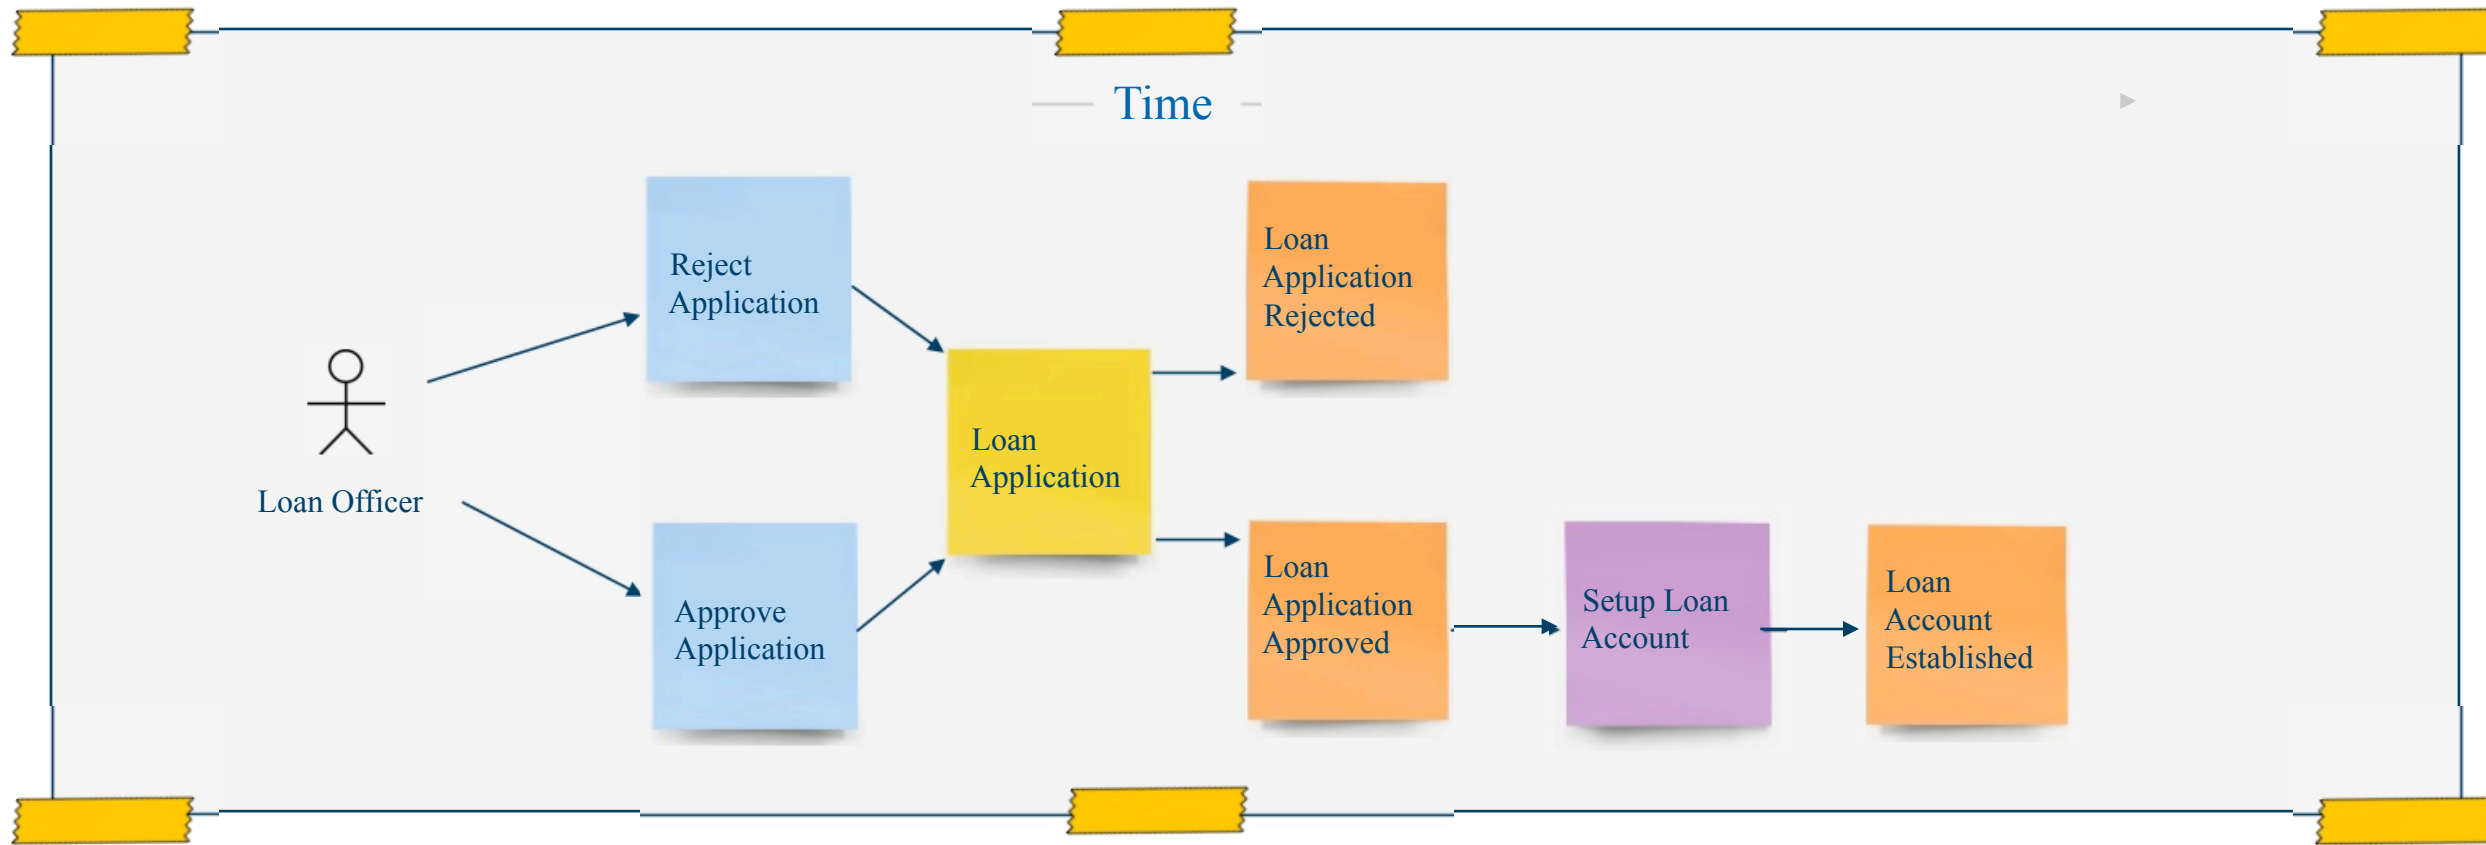 Time
Reject
Application
Loan
Application
Rejected
Loan Officer
Loan
Application
Approve
Application
Loan
Application
Approved
Setup Loan
Account
Loan
Account
Established